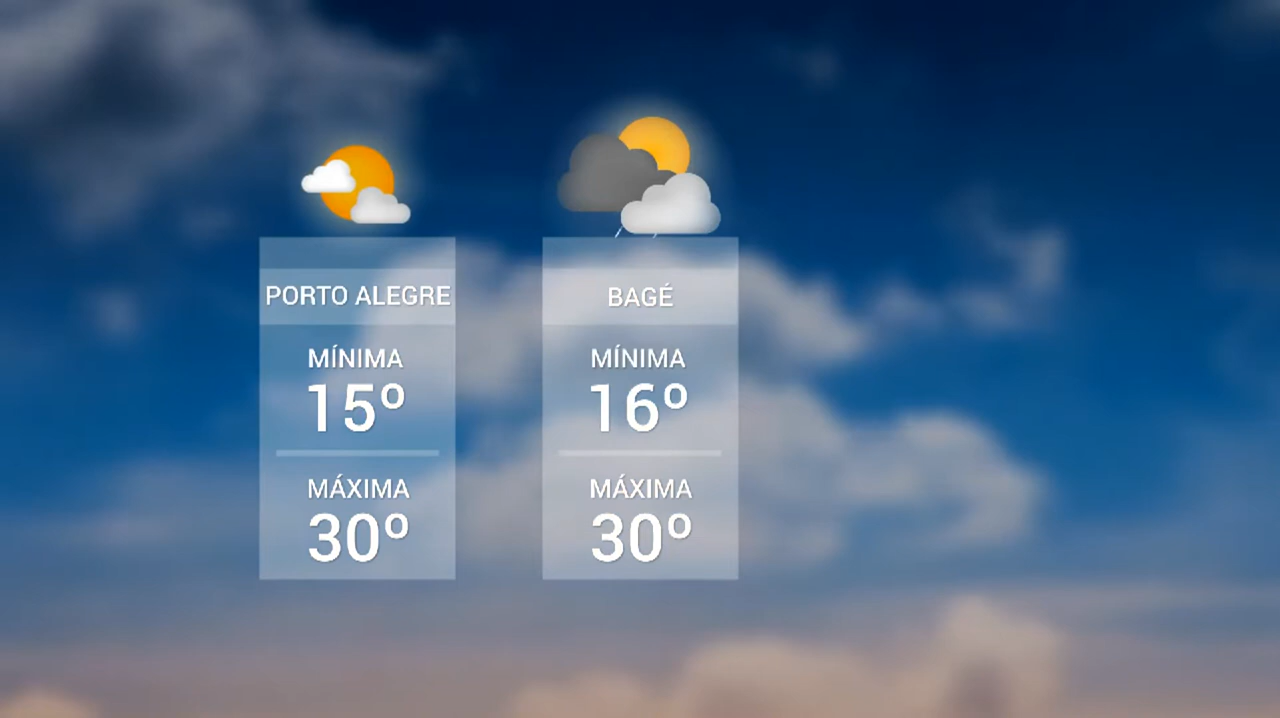 PORTO ALEGRE
MÍNIMA
15º
MÁXIMA
30º
BAGÉ
MÍNIMA
16º
MÁXIMA
30º